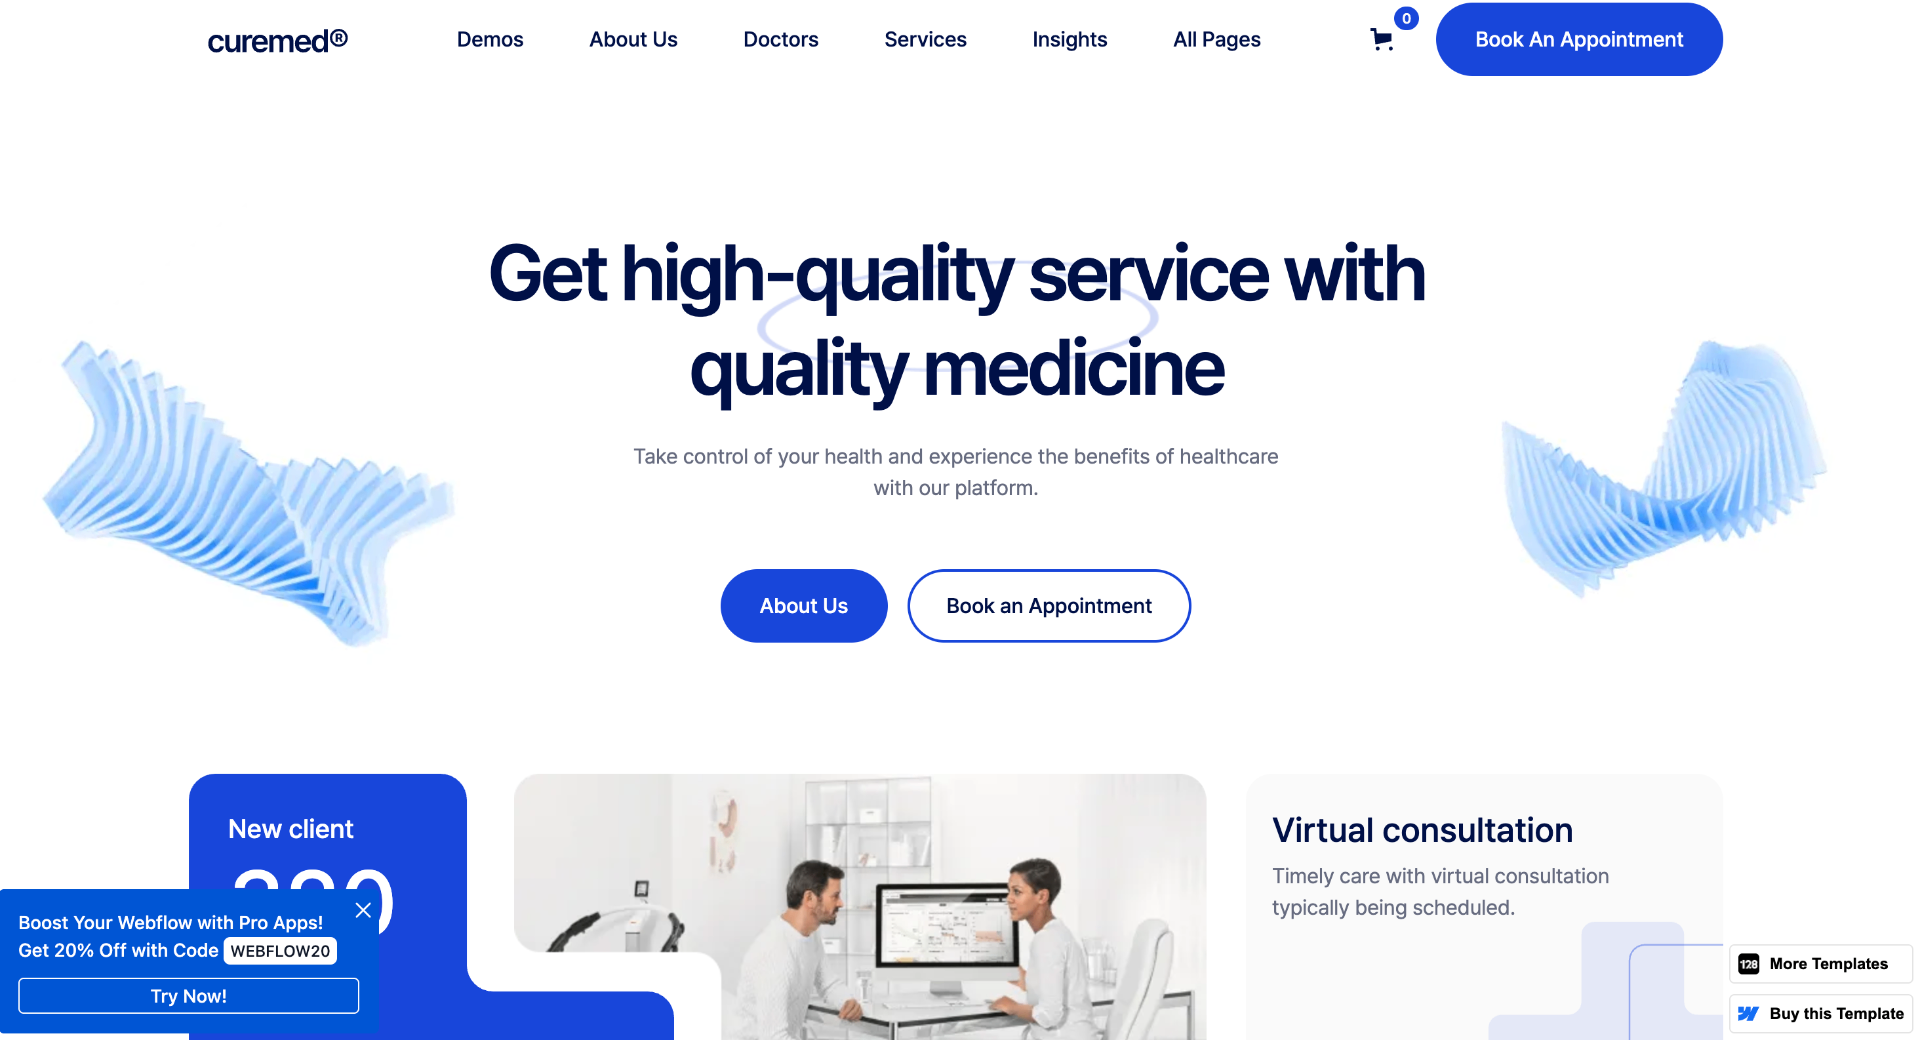 curemed®
Demos
About Us
Doctors
Services
Insights
All Pages
0
Book An Appointment
Get high-quality service with
quality medicine
Take control of your health and experience the benefits of healthcare
with our platform.
About Us
Book an Appointment
New client
Virtual consultation
Timely care with virtual consultation
typically being scheduled.
Boost Your Webflow with Pro Apps!
Get 20% Off with Code WEBFLOW20
Try Now!
128
More Templates
Buy this Template